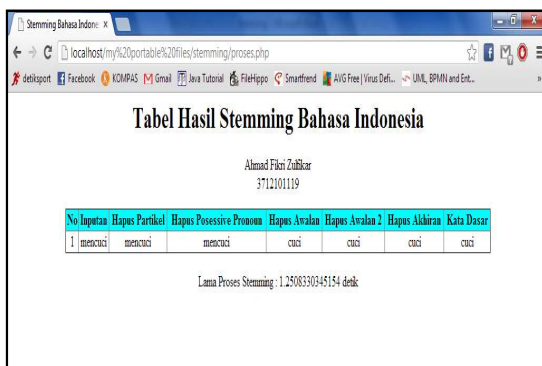 Stemming Bahasa Indone x
localhost/my%20portable%20files/stemming/proses.php
detiksport Facebook KOMPAS Gmail Java Tutorial FileHippo Smartfrend AVG Free | Virus Defi... UML, BPMN and Ent... »
Tabel Hasil Stemming Bahasa Indonesia
Ahmad Fikri Zulfikar
3712101119
No Inputan Hapus Partikel Hapus Posessive Pronoun Hapus Awalan Hapus Awalan 2 Hapus Akhiran Kata Dasar
1 mencuci mencuci mencuci cuci cuci cuci cuci
Lama Proses Stemming : 1.2508330345154 detik